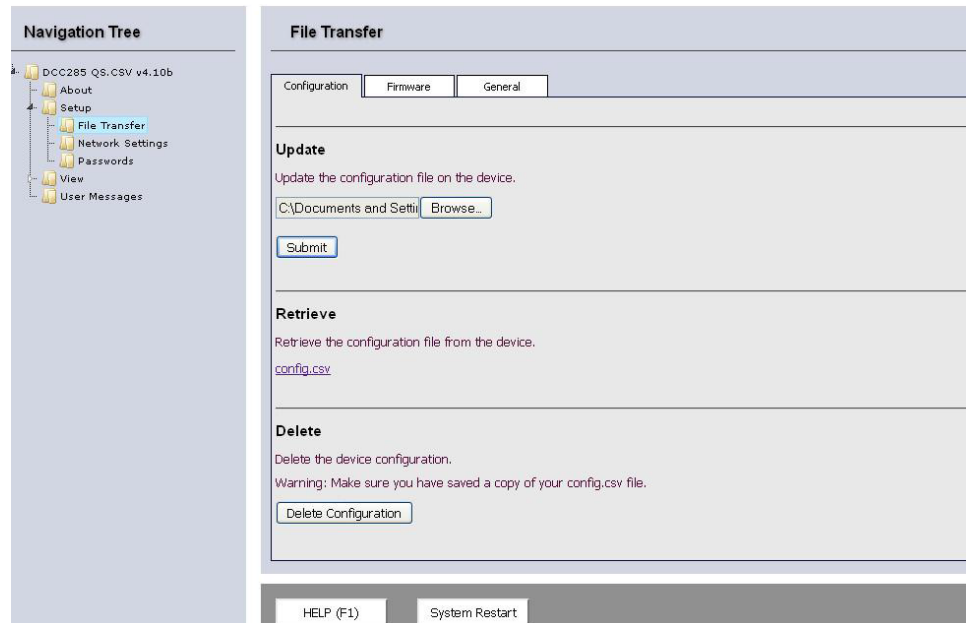 Navigation Tree
DCC285 QS.CSV v4.10b
About
Setup
File Transfer
Network Settings
Passwords
View
User Messages
File Transfer
Configuration
Firmware
General
Update
Update the configuration file on the device.
C:\Documents and Settin
Browse...
Submit
Retrieve
Retrieve the configuration file from the device.
config.csv
Delete
Delete the device configuration.
Warning: Make sure you have saved a copy of your config.csv file.
Delete Configuration
HELP (F1)
System Restart